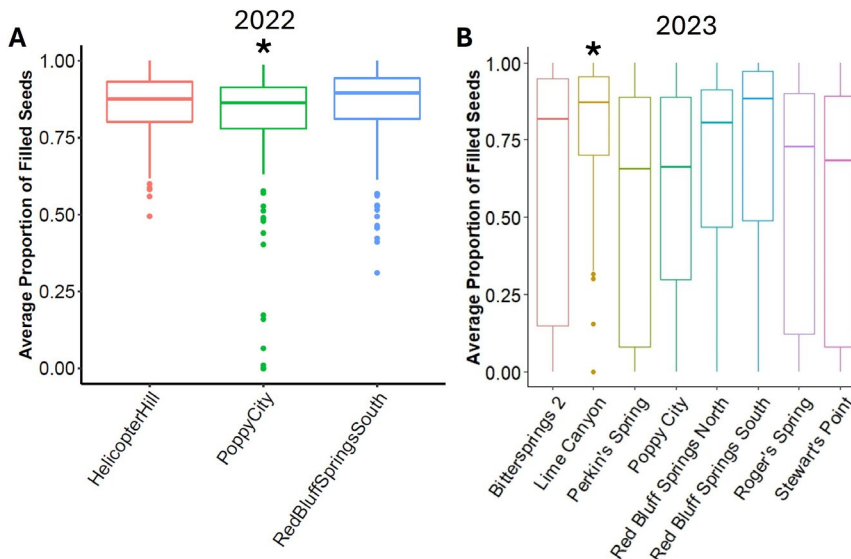 A
2022
*
Average Proportion of Filled Seeds
1.00
0.75
0.50
0.25
0.00
HelicopterHill
PoppyCity
RedBluffSpringsSouth
B
2023
*
Average Proportion of Filled Seeds
1.00
0.75
0.50
0.25
0.00
Bittersprings 2
Lime Canyon
Perkin's Spring
Poppy City
Red Bluff Springs North
Red Bluff Springs South
Roger's Spring
Stewart's Point